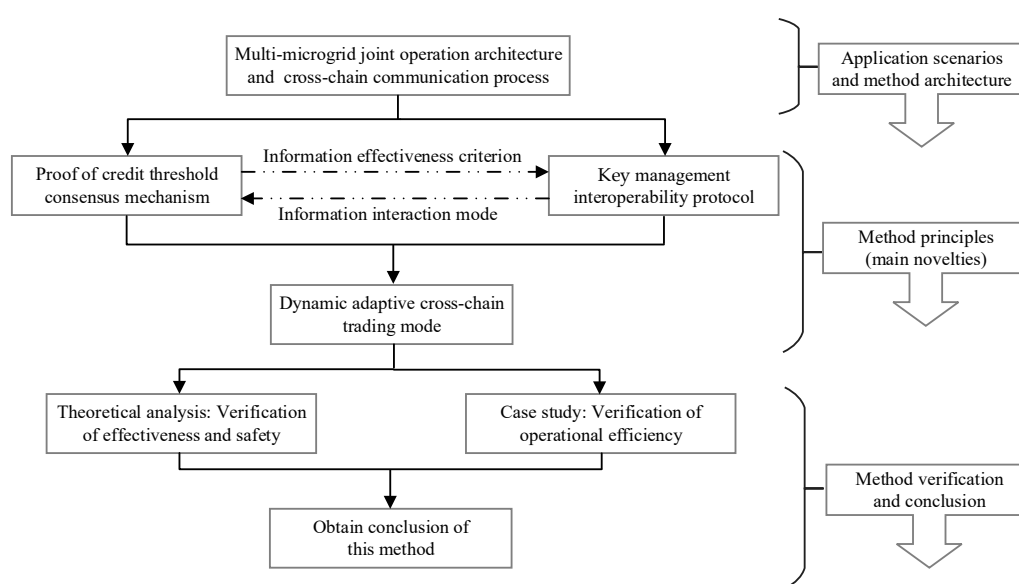 Multi-microgrid joint operation architecture
and cross-chain communication process
Application scenarios
and method architecture
Proof of credit threshold
consensus mechanism
Information effectiveness criterion
Information interaction mode
Key management
interoperability protocol
Method principles
(main novelties)
Dynamic adaptive cross-chain
trading mode
Theoretical analysis: Verification
of effectiveness and safety
Case study: Verification of
operational efficiency
Method verification
and conclusion
Obtain conclusion of
this method